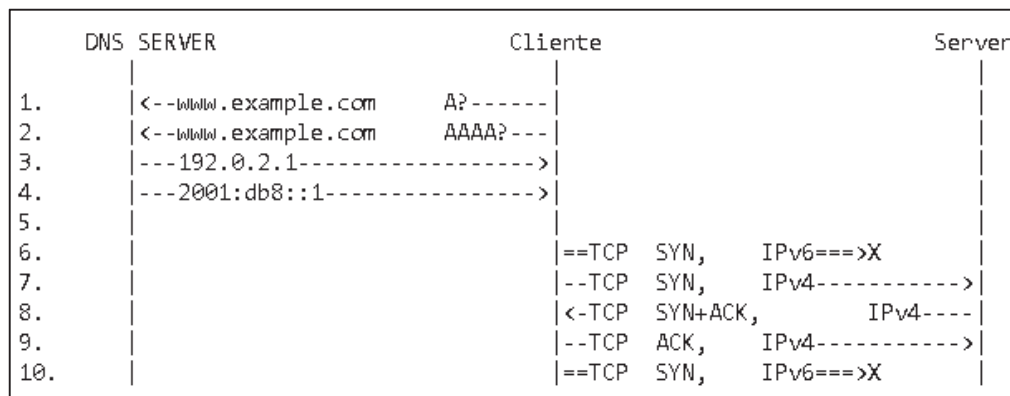 DNS SERVER Cliente Server
| | |
1. |<--www.example.com A?------|
2. |<--www.example.com AAAA?---|
3. |---192.0.2.1------------------>|
4. |---2001:db8::1---------------->|
5. | | |
6. | |==TCP SYN, IPv6===>X |
7. | |--TCP SYN, IPv4----------->|
8. | |<-TCP SYN+ACK, IPv4----|
9. | |--TCP ACK, IPv4----------->|
10. | |==TCP SYN, IPv6===>X |